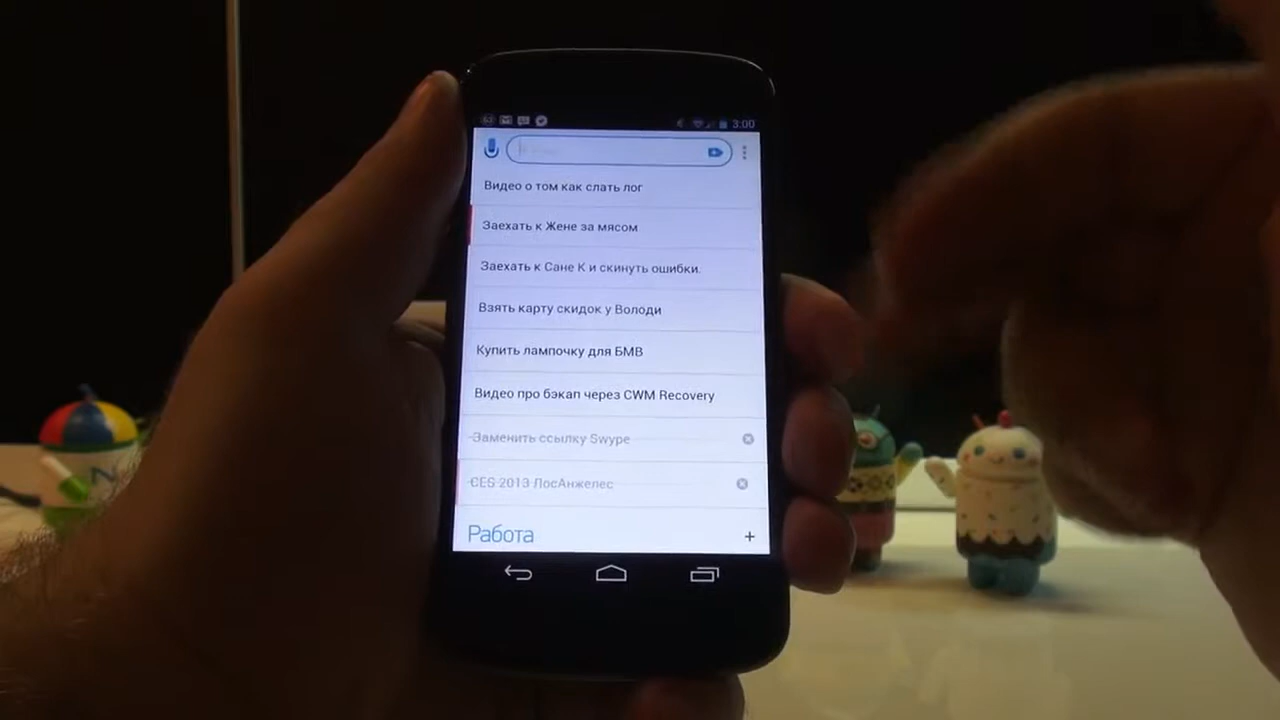 3:00
Видео о том как слать лог
Заехать к Жене за мясом
Заехать к Сане К и скинуть ошибки.
Взять карту скидок у Володи
Купить лампочку для БМВ
Видео про бэкап через CWM Recovery
Заменить ссылку Swype
CES 2013 ЛосАнжелес
Работа +